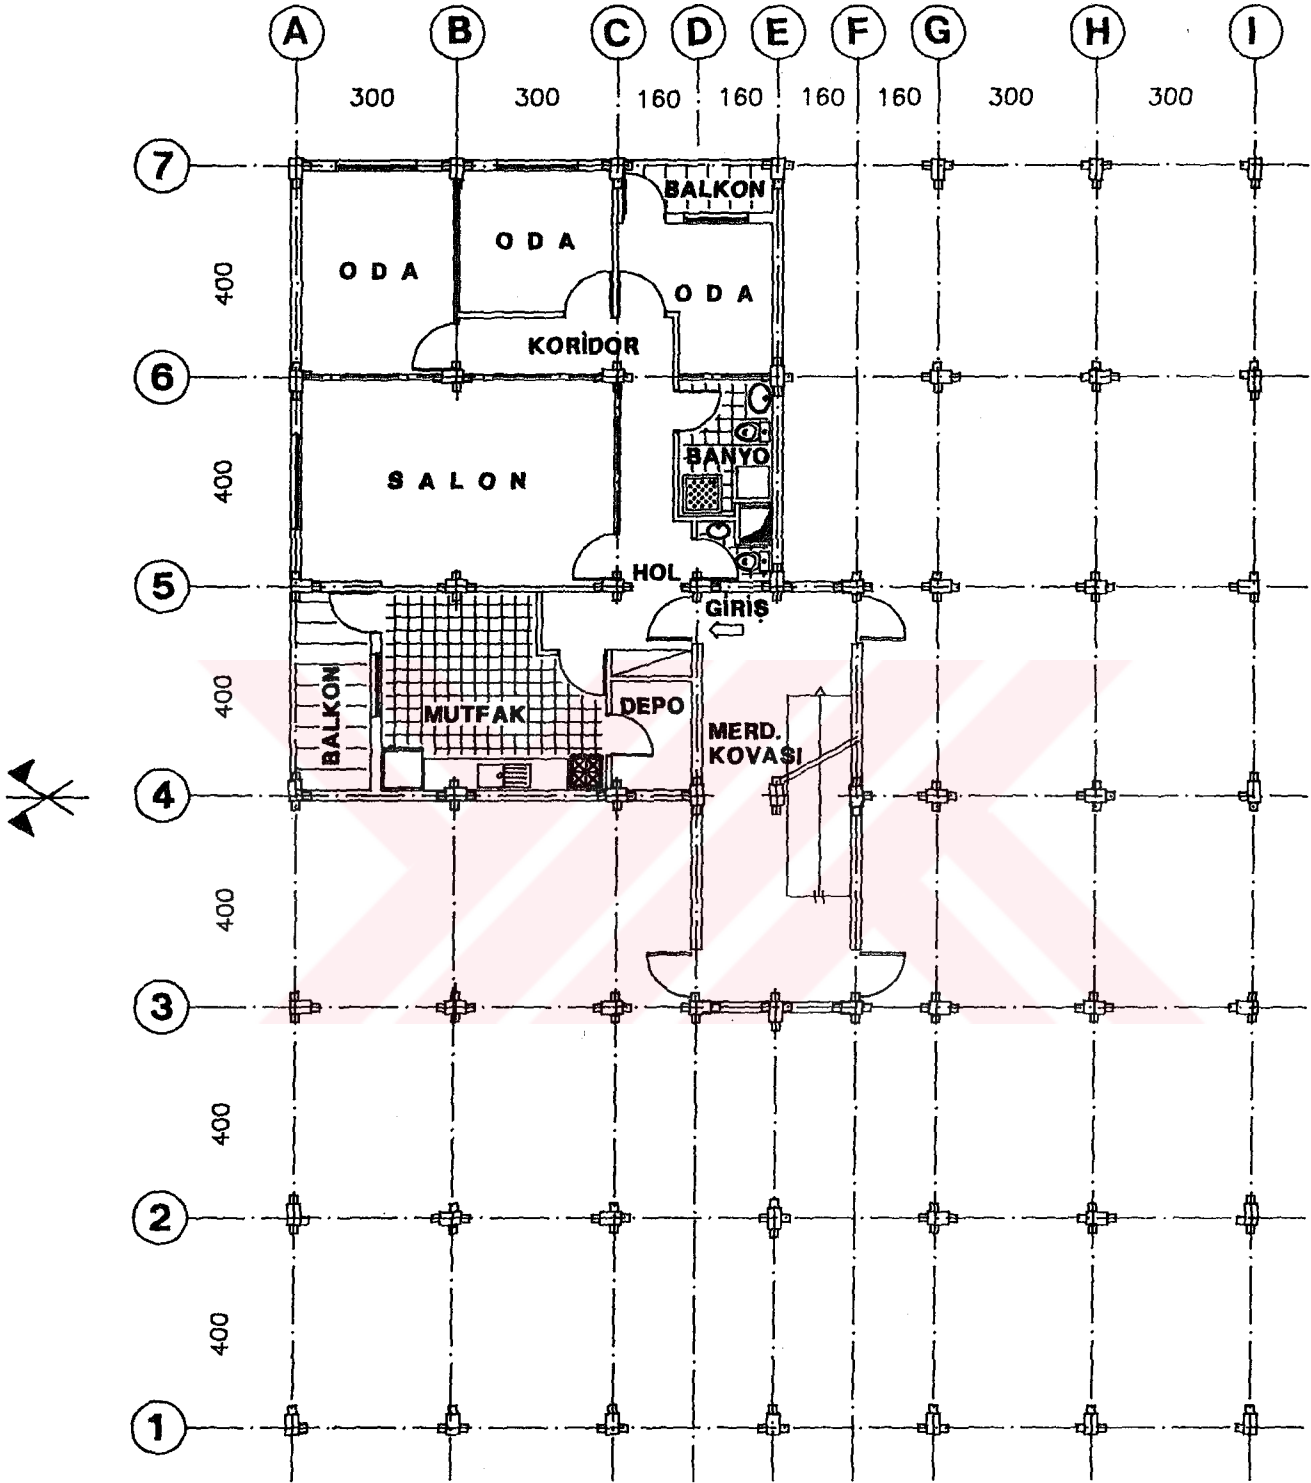 A B C D E F G H I
300 300 160 160 160 160 300 300
7
BALKON
ODA
400
ODA
ODA
KORİDOR
6
BANYO
400
SALON
HOL
5
GİRİŞ
400
BALKON
DEPO
MUTFAK
MERD.
KOVASI
4
400
3
400
2
400
1